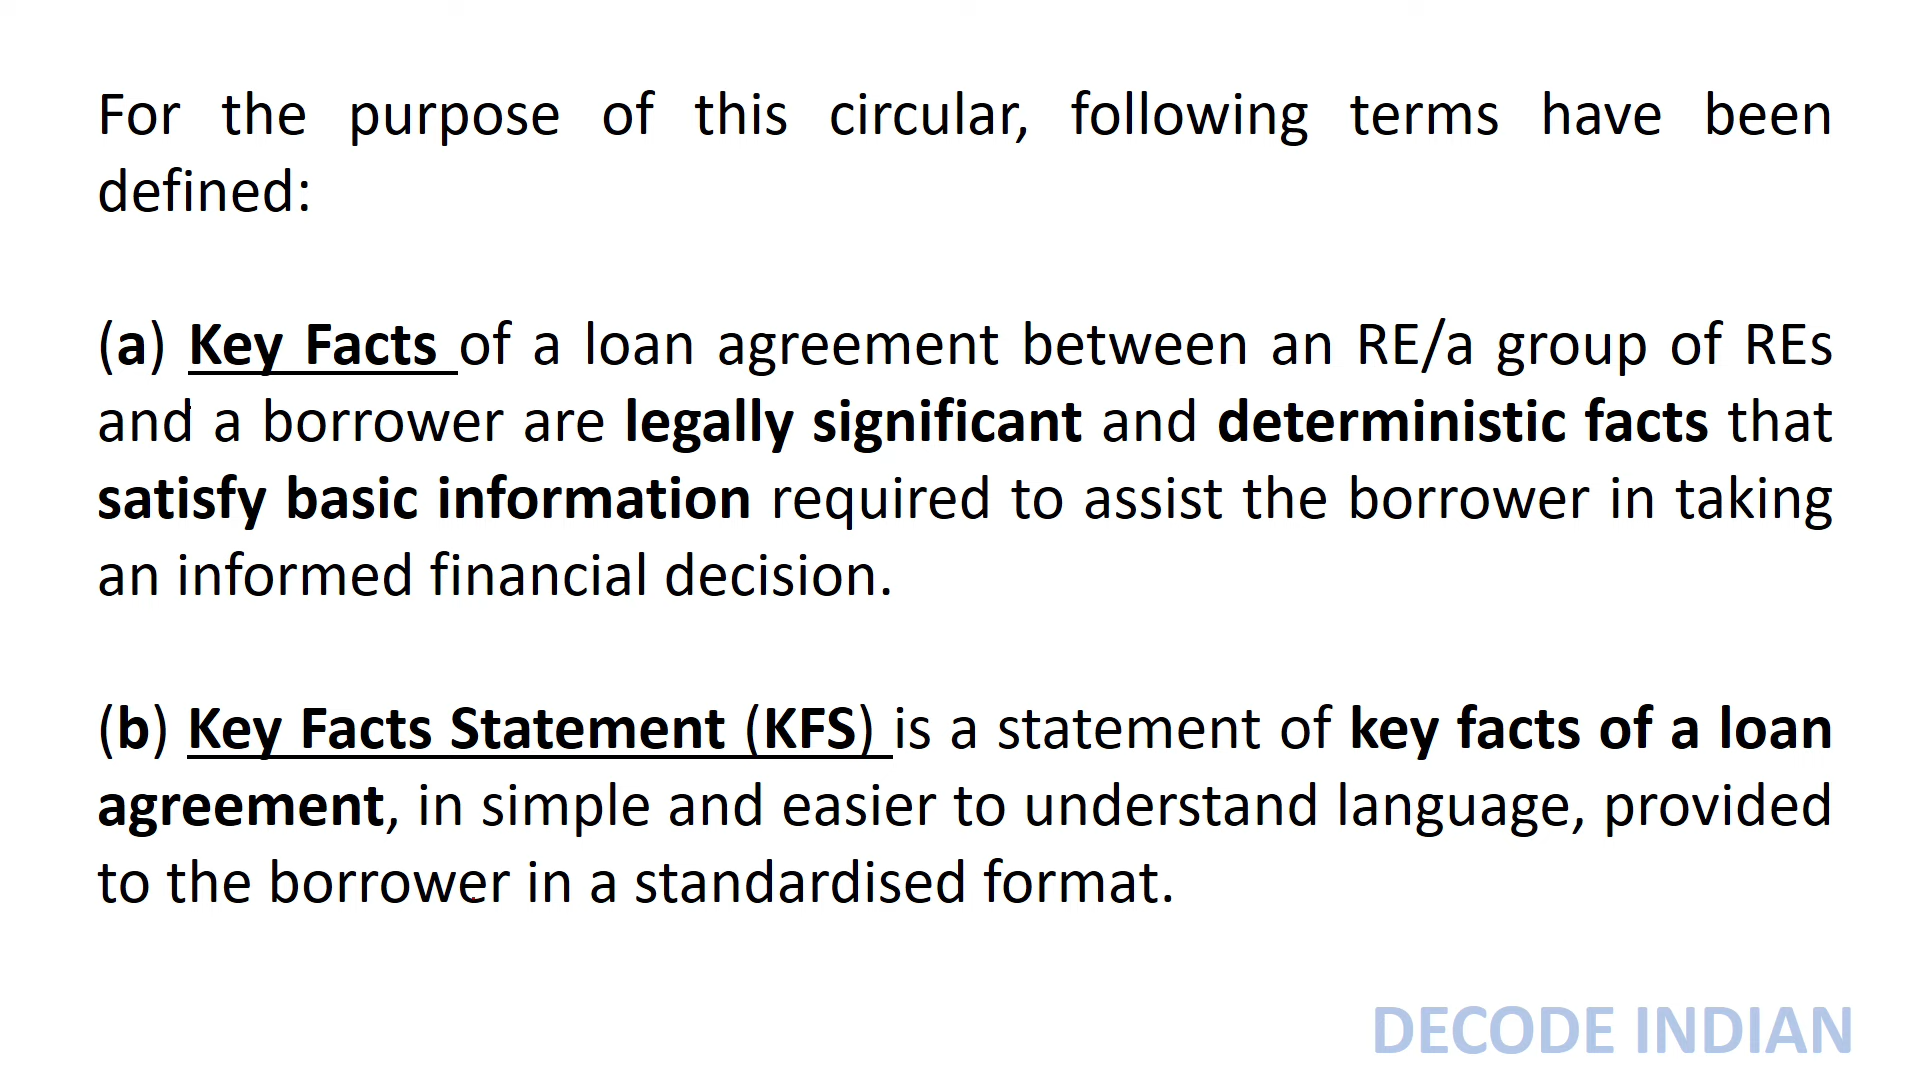 For the purpose of this circular, following terms have been
defined:
(a) Key Facts of a loan agreement between an RE/a group of REs
and a borrower are legally significant and deterministic facts that
satisfy basic information required to assist the borrower in taking
an informed financial decision.
(b) Key Facts Statement (KFS) is a statement of key facts of a loan
agreement, in simple and easier to understand language, provided
to the borrower in a standardised format.
DECODE INDIAN